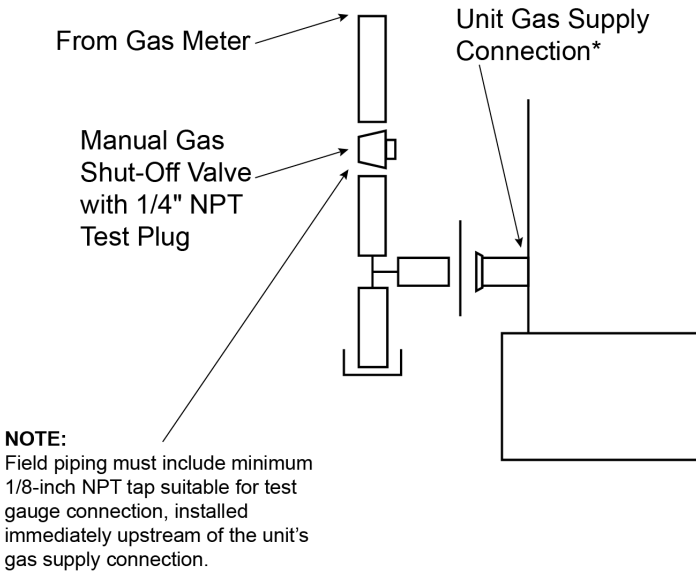 From Gas Meter
Unit Gas Supply
Connection*
Manual Gas
Shut-Off Valve
with 1/4" NPT
Test Plug
NOTE:
Field piping must include minimum
1/8-inch NPT tap suitable for test
gauge connection, installed
immediately upstream of the unit’s
gas supply connection.